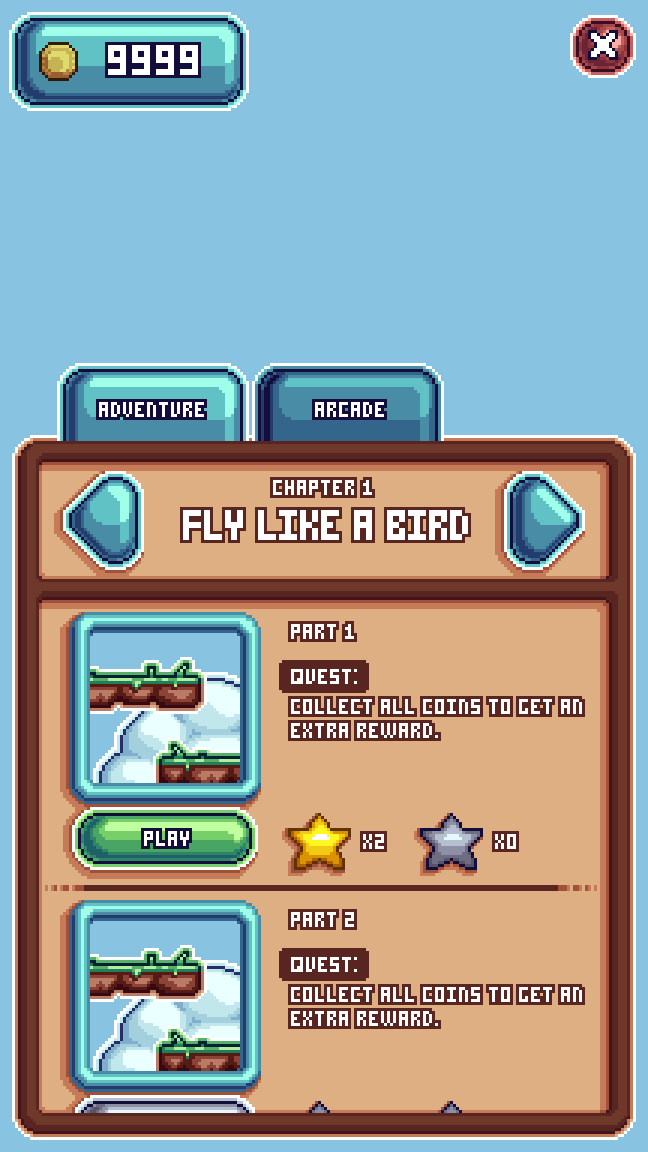 9999
X
ADVENTURE
ARCADE
CHAPTER 1
FLY LIKE A BIRD
PART 1
QUEST:
COLLECT ALL COINS TO GET AN
EXTRA REWARD.
PLAY
X2
X0
PART 2
QUEST:
COLLECT ALL COINS TO GET AN
EXTRA REWARD.